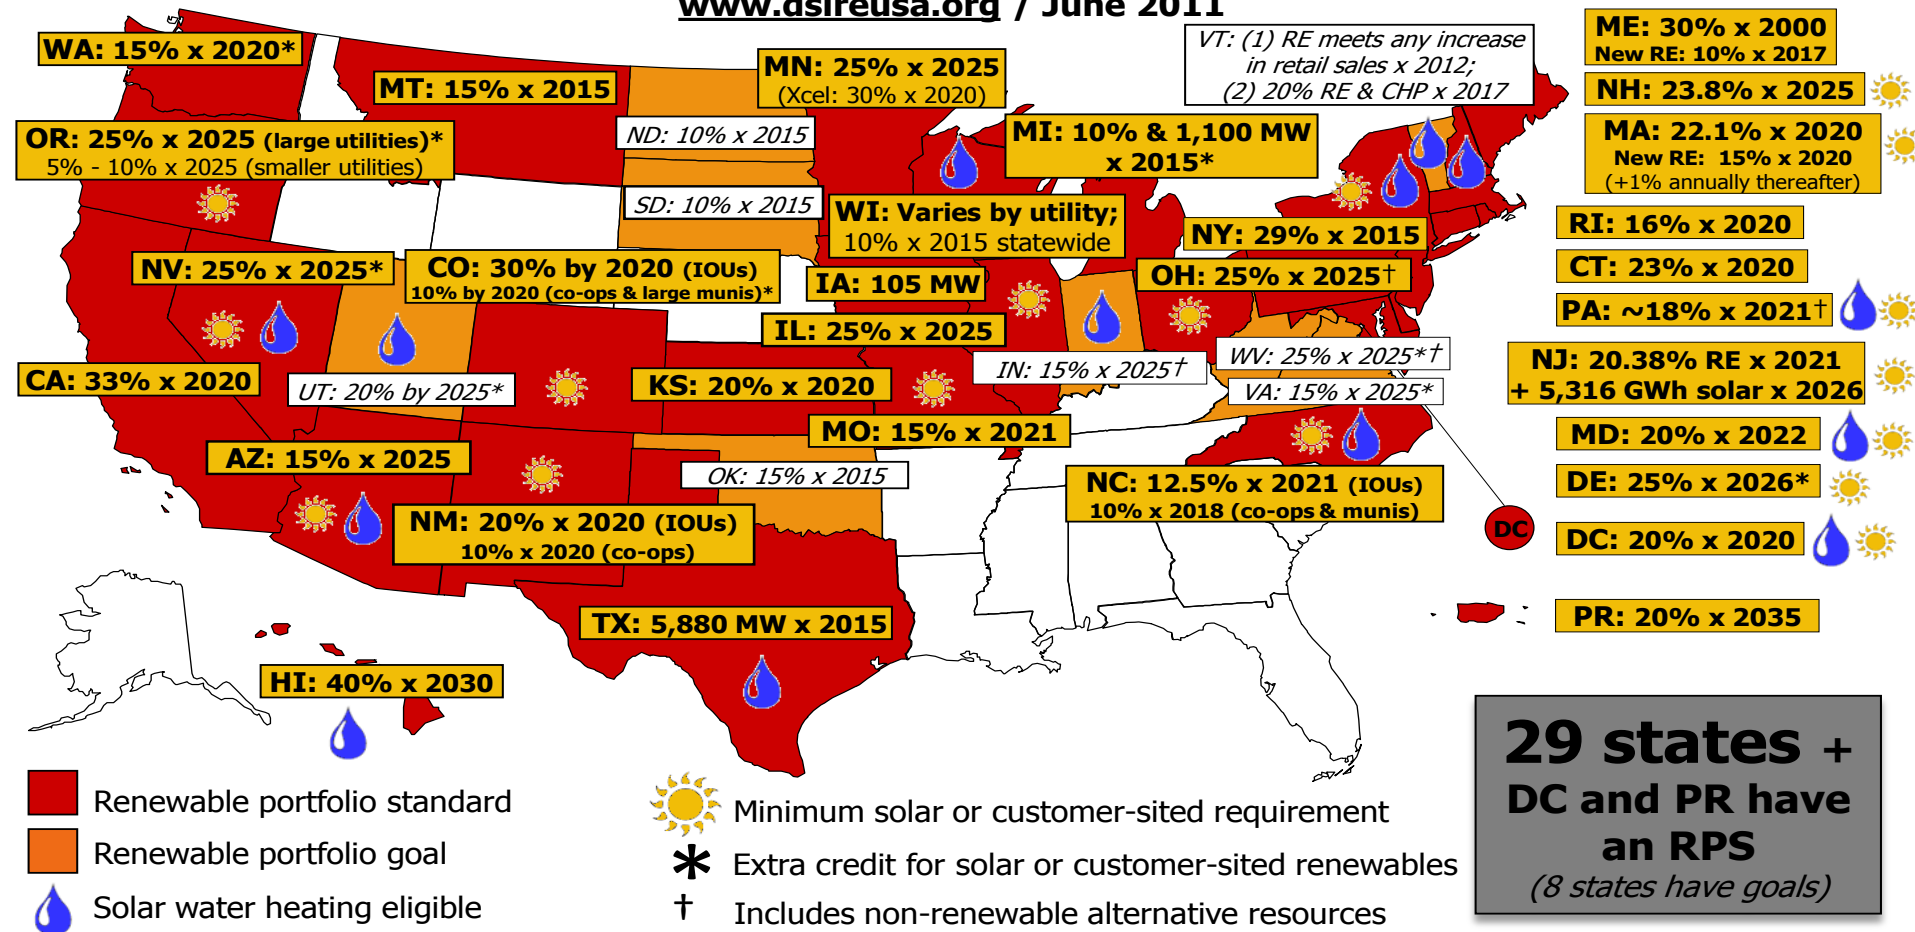 www.dsireusa.org / June 2011
WA: 15% x 2020*
MT: 15% x 2015
MN: 25% x 2025
(Xcel: 30% x 2020)
VT: (1) RE meets any increase
in retail sales x 2012;
(2) 20% RE & CHP x 2017
ME: 30% x 2000
New RE: 10% x 2017
NH: 23.8% x 2025
OR: 25% x 2025 (large utilities)*
5% - 10% x 2025 (smaller utilities)
ND: 10% x 2015
MI: 10% & 1,100 MW
x 2015*
MA: 22.1% x 2020
New RE: 15% x 2020
(+1% annually thereafter)
SD: 10% x 2015
WI: Varies by utility;
10% x 2015 statewide
NY: 29% x 2015
RI: 16% x 2020
NV: 25% x 2025*
CO: 30% by 2020 (IOUs)
10% by 2020 (co-ops & large munis)*
IA: 105 MW
OH: 25% x 2025†
CT: 23% x 2020
IL: 25% x 2025
PA: ~18% x 2021†
CA: 33% x 2020
UT: 20% by 2025*
KS: 20% x 2020
IN: 15% x 2025†
WV: 25% x 2025*†
VA: 15% x 2025*
NJ: 20.38% RE x 2021
+ 5,316 GWh solar x 2026
AZ: 15% x 2025
MO: 15% x 2021
MD: 20% x 2022
OK: 15% x 2015
NC: 12.5% x 2021 (IOUs)
10% x 2018 (co-ops & munis)
DE: 25% x 2026*
NM: 20% x 2020 (IOUs)
10% x 2020 (co-ops)
DC
DC: 20% x 2020
TX: 5,880 MW x 2015
PR: 20% x 2035
HI: 40% x 2030
29 states +
DC and PR have
an RPS
(8 states have goals)
Renewable portfolio standard
Renewable portfolio goal
Solar water heating eligible
Minimum solar or customer-sited requirement
* Extra credit for solar or customer-sited renewables
† Includes non-renewable alternative resources